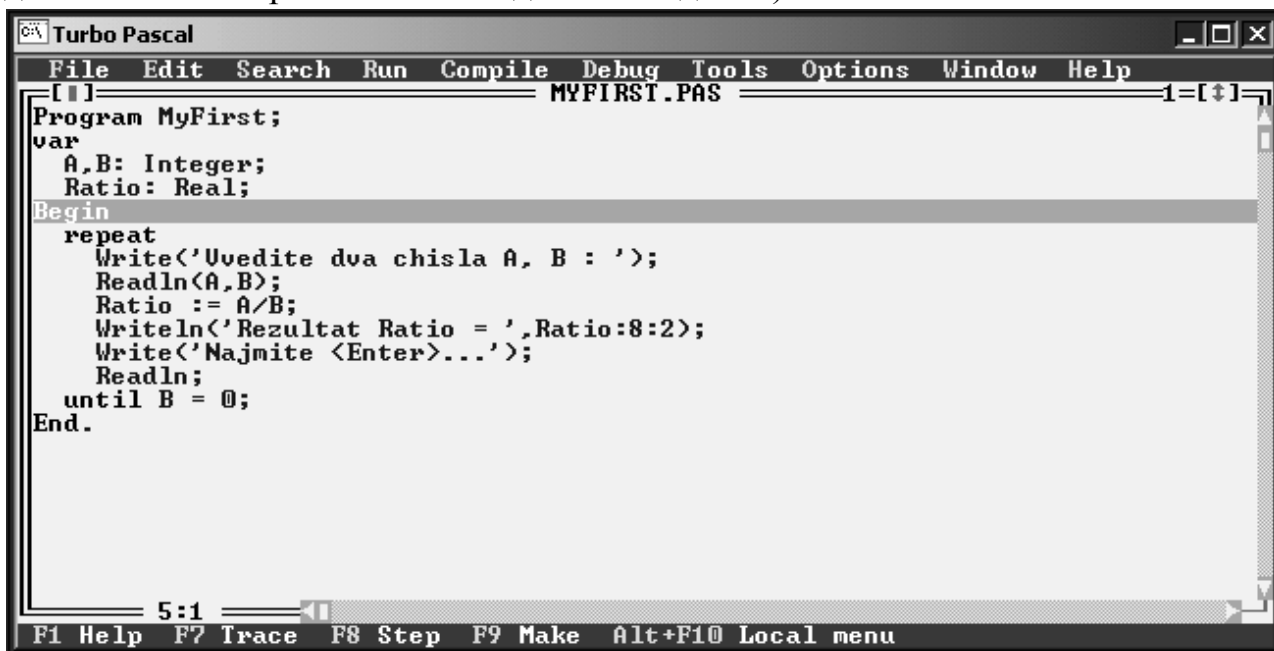 Turbo Pascal
File Edit Search Run Compile Debug Tools Options Window Help
MYFIRST.PAS 1=[↕]
Program MyFirst;
var
A,B: Integer;
Ratio: Real;
Begin
repeat
Write('Vvedite dva chisla A, B : ');
Readln(A,B);
Ratio := A/B;
Writeln('Rezultat Ratio = ',Ratio:8:2);
Write('Najmite <Enter>...');
Readln;
until B = 0;
End.
5:1
F1 Help F7 Trace F8 Step F9 Make Alt+F10 Local menu